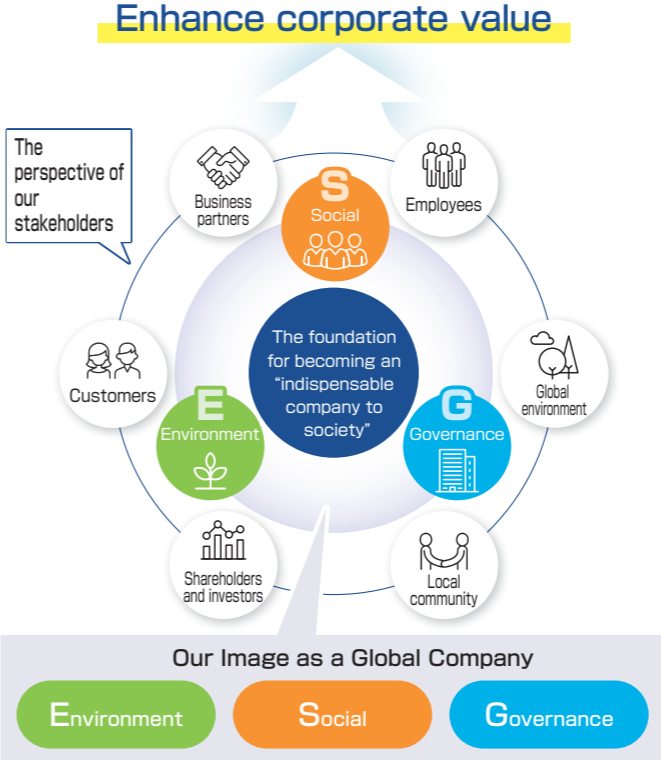 Enhance corporate value
The
perspective of
our
stakeholders
Business
partners
Employees
S
Social
Customers
The foundation
for becoming an
“indispensable
company to
society”
Global
environment
E
Environment
G
Governance
Shareholders
and investors
Local
community
Our Image as a Global Company
Environment
Social
Governance